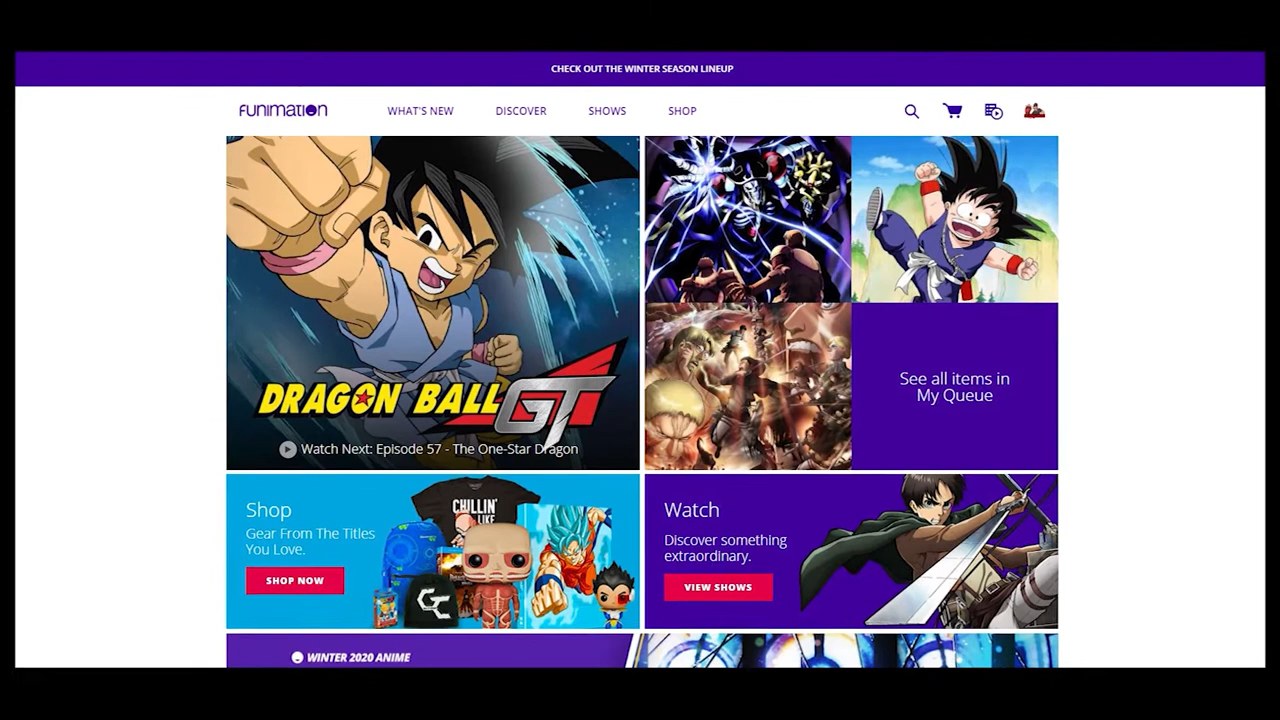 CHECK OUT THE WINTER SEASON LINEUP
FUNiMATiON
WHAT'S NEW
DISCOVER
SHOWS
SHOP
DRAGON BALL GT
Watch Next: Episode 57 - The One-Star Dragon
See all items in
My Queue
Shop
Gear From The Titles
You Love.
SHOP NOW
CHILLIN'
LIKE
Watch
Discover something
extraordinary.
VIEW SHOWS
WINTER 2020 ANIME